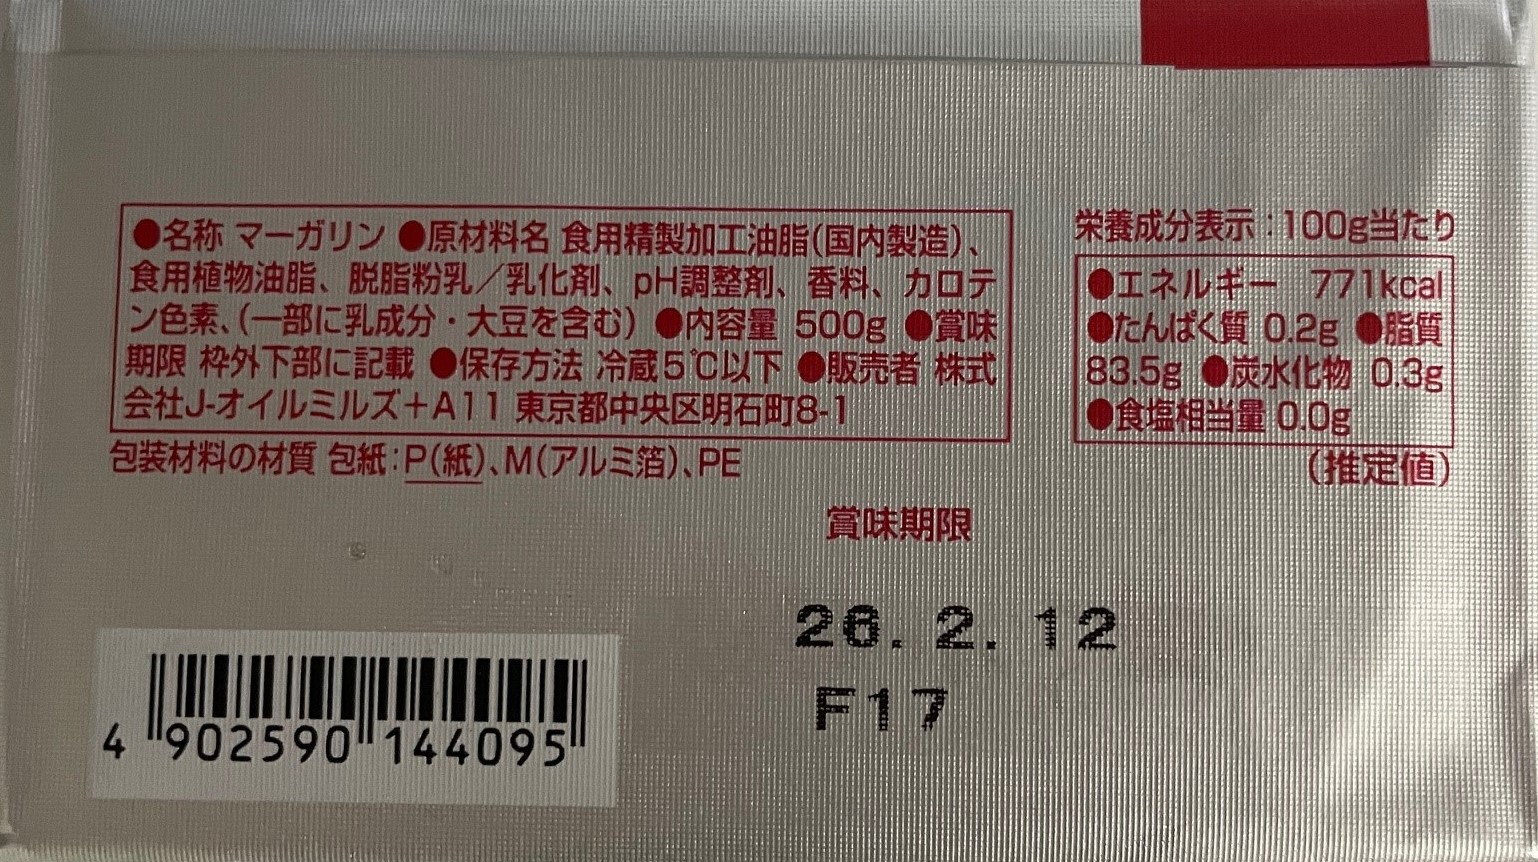 ●名称 マーガリン ●原材料名 食用精製加工油脂(国内製造)、
食用植物油脂、脱脂粉乳/乳化剤、pH調整剤、香料、カロテ
ン色素、(一部に乳成分・大豆を含む) ●内容量 500g ●賞味
期限 枠外下部に記載 ●保存方法 冷蔵5℃以下 ●販売者 株式
会社J-オイルミルズ+A11 東京都中央区明石町8-1
包装材料の材質 包紙:P(紙)、M(アルミ箔)、PE
栄養成分表示:100g当たり
●エネルギー 771kcal
●たんぱく質 0.2g ●脂質
83.5g ●炭水化物 0.3g
●食塩相当量 0.0g
(推定値)
賞味期限
26. 2. 12
F17
4 902590 144095